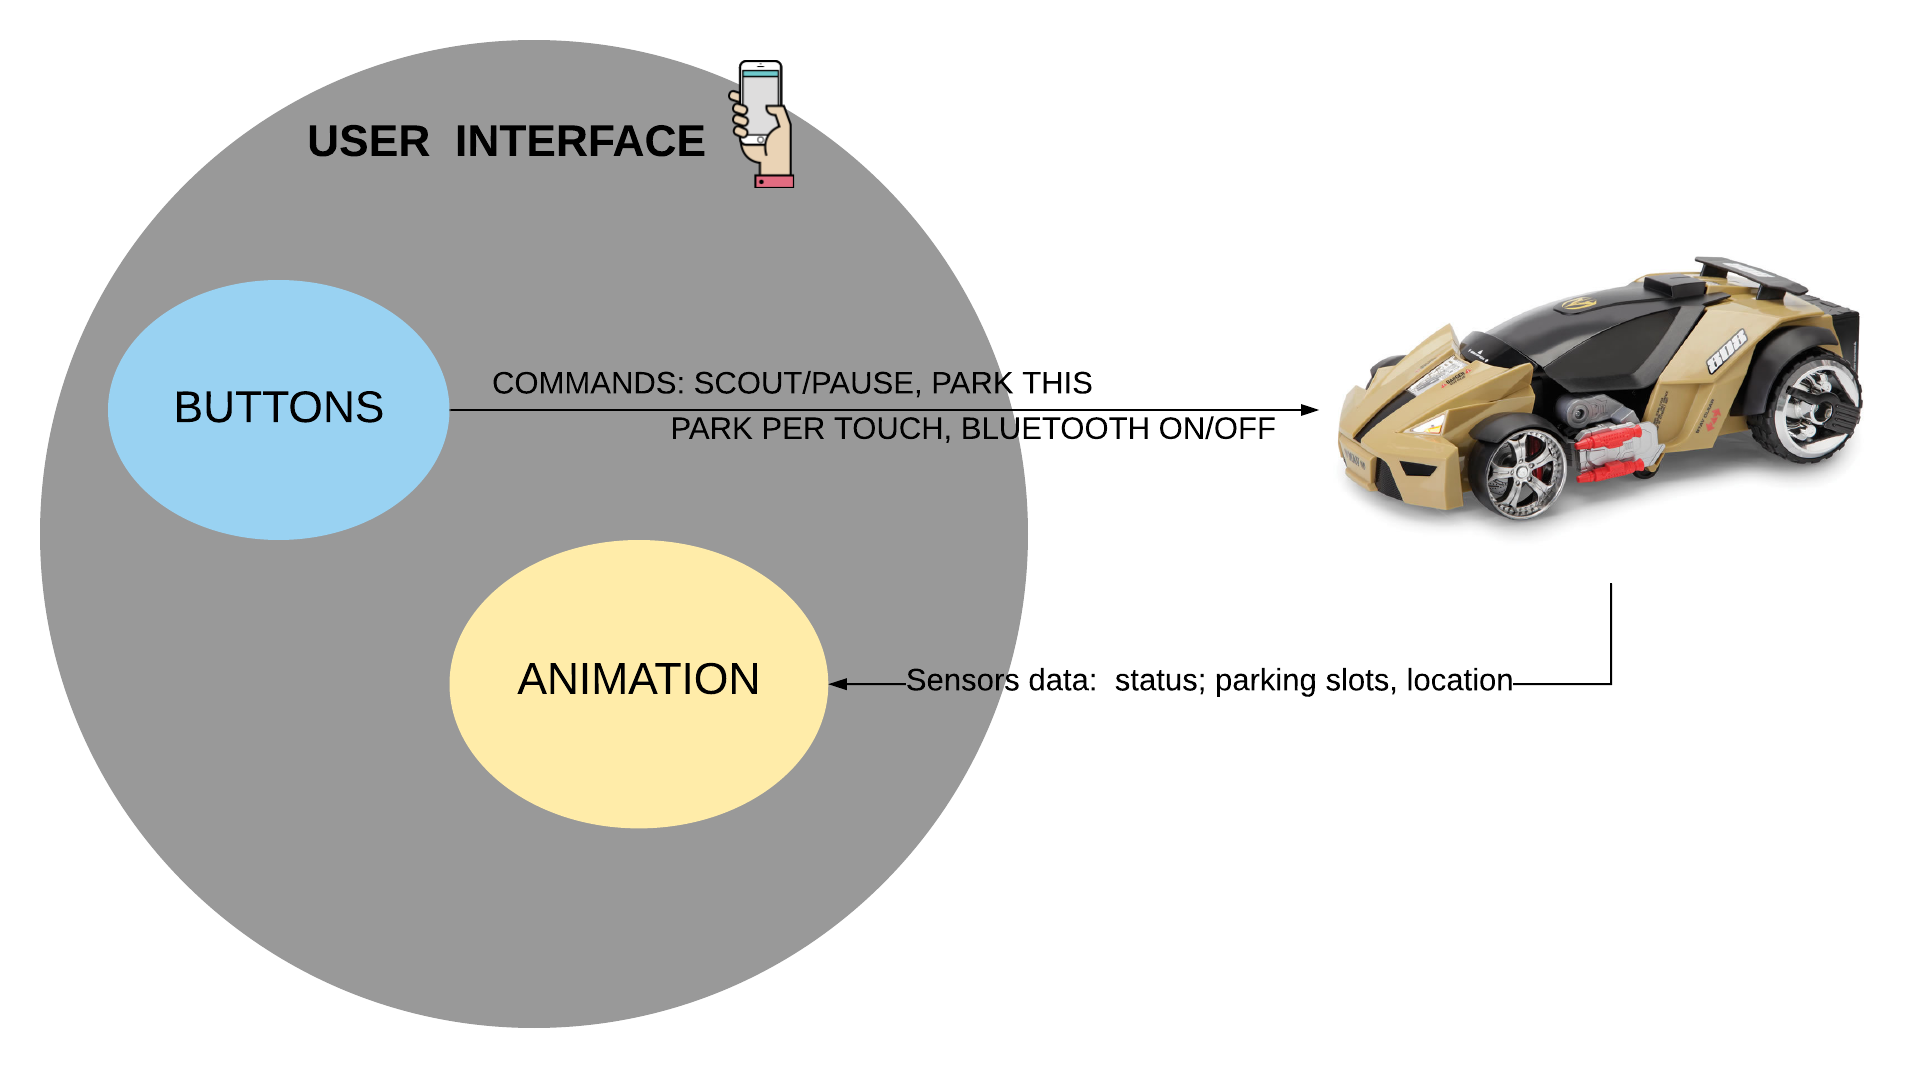 USER INTERFACE
BUTTONS
COMMANDS: SCOUT/PAUSE, PARK THIS
PARK PER TOUCH, BLUETOOTH ON/OFF
808
ANIMATION
Sensors data: status; parking slots, location